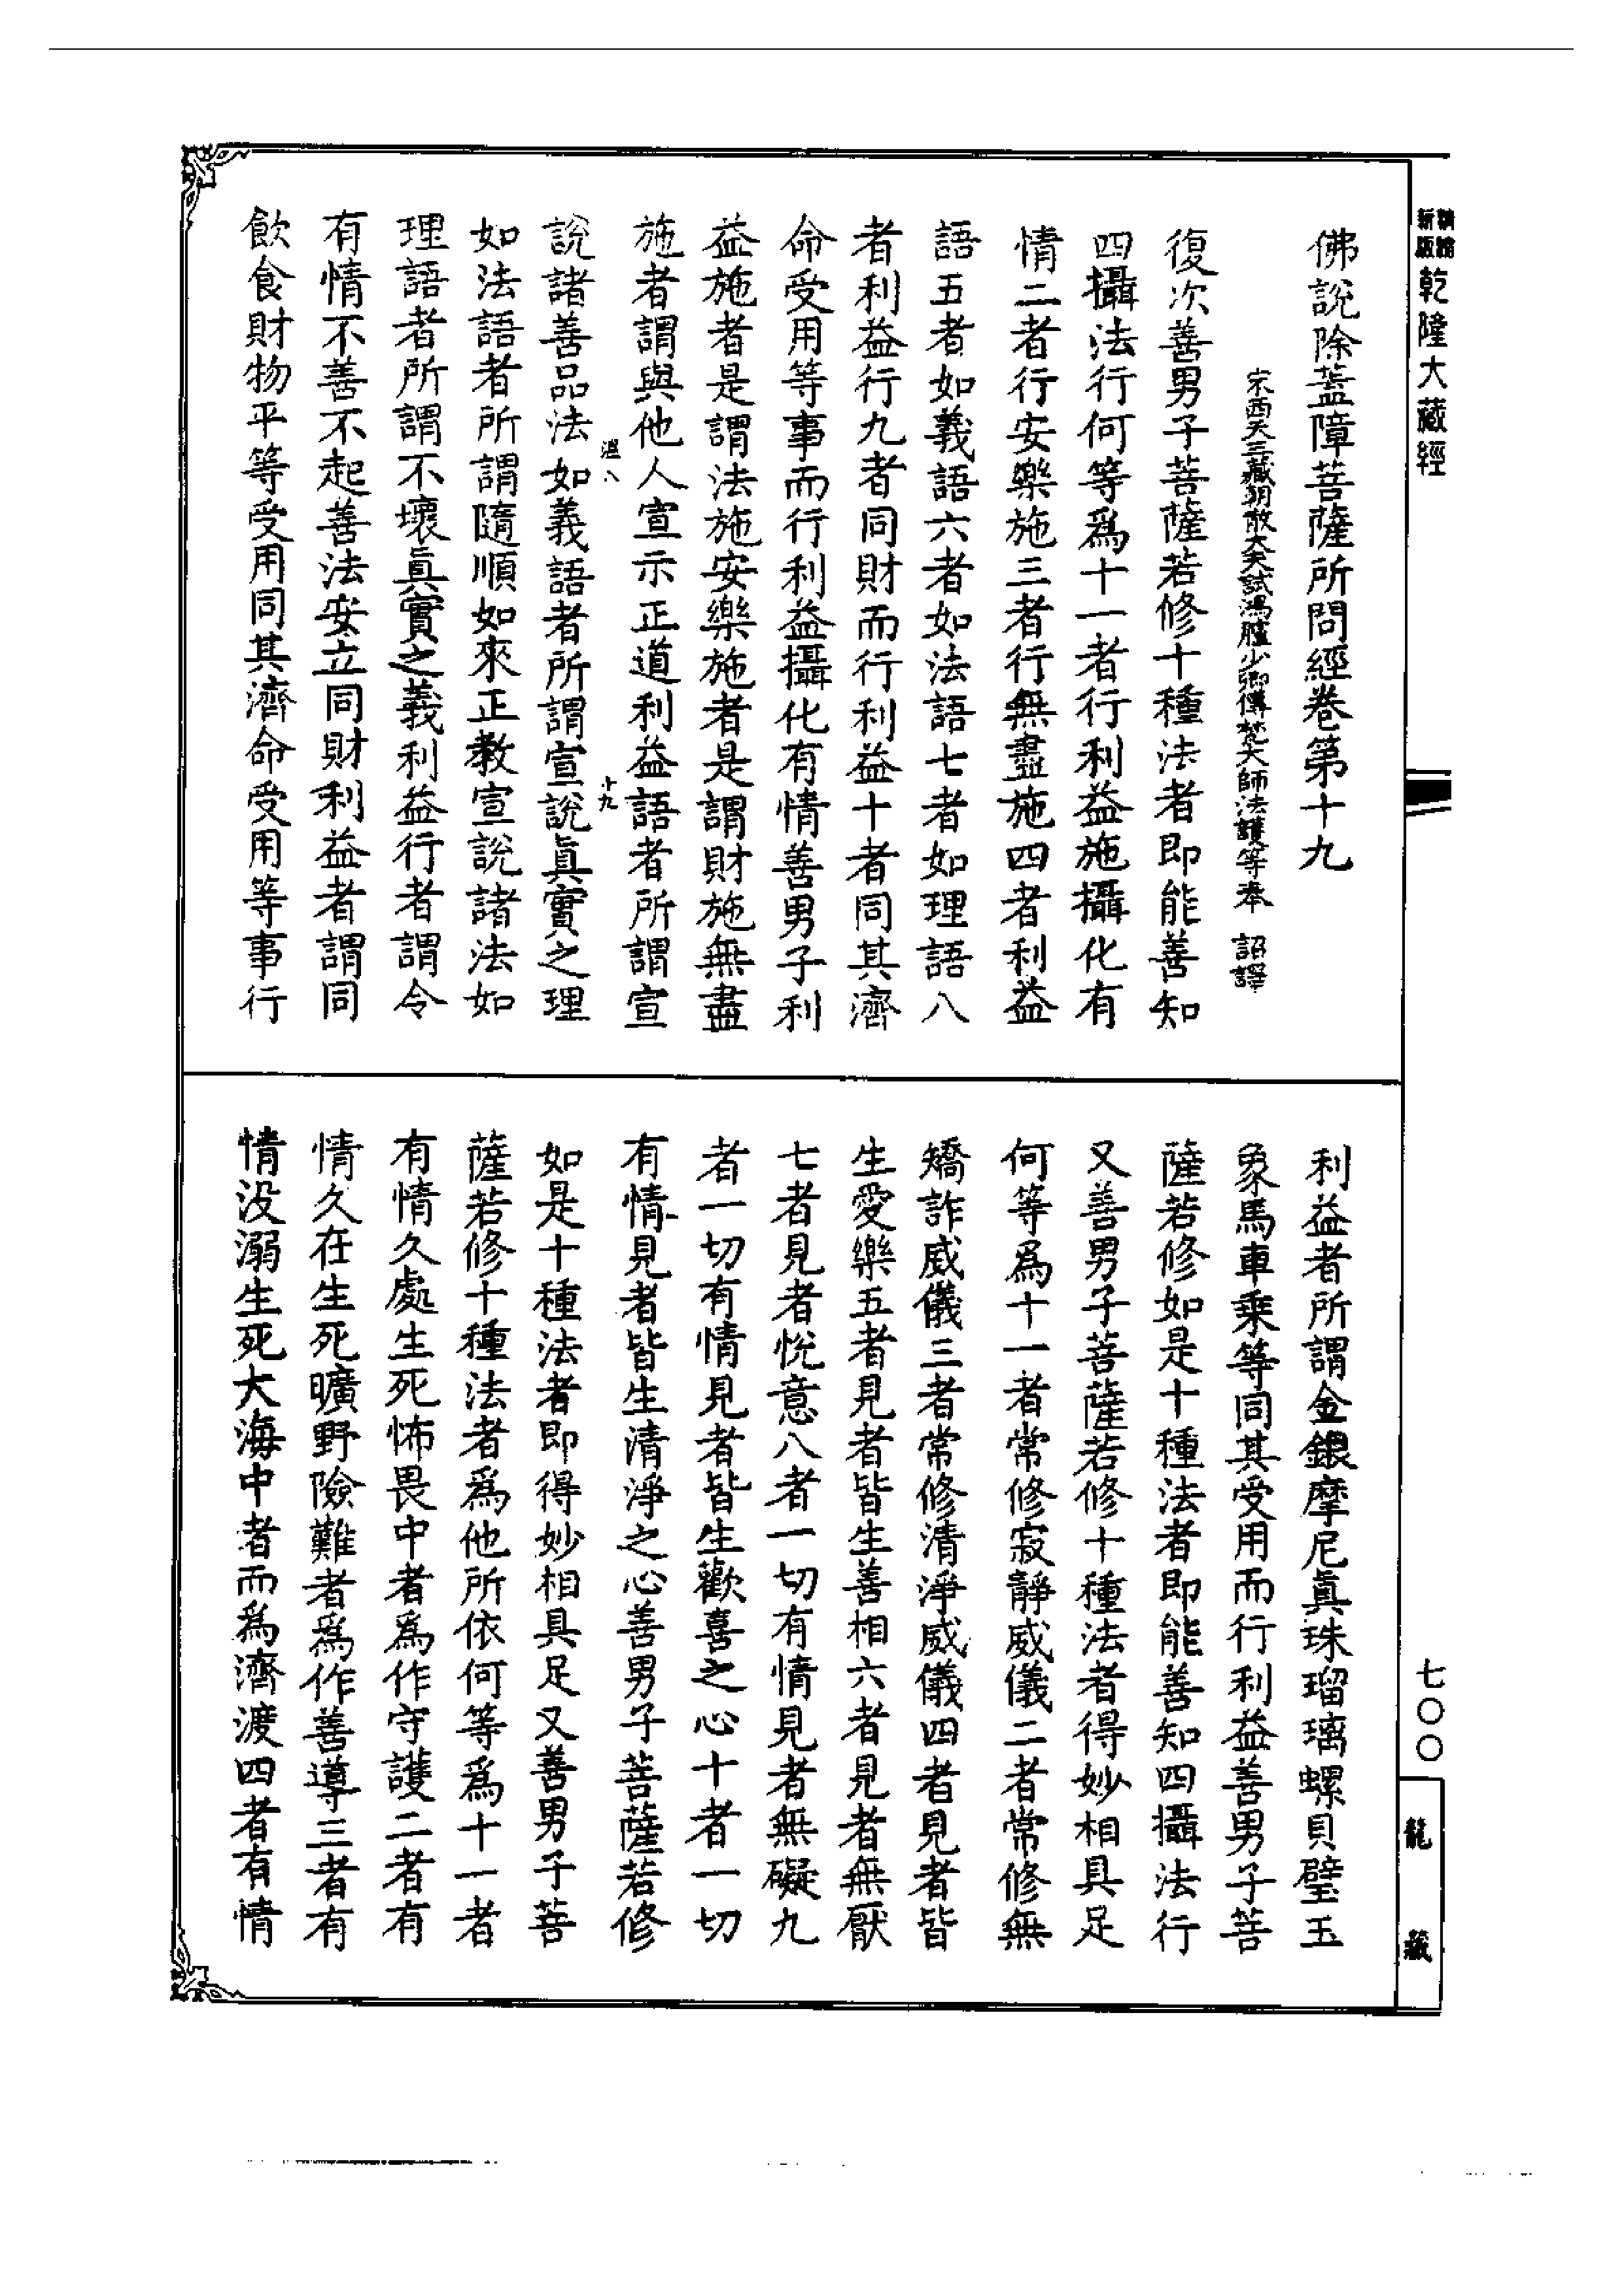 乾隆大藏經
佛說除蓋障菩薩所問經卷第十九
宋西天三藏朝散大夫試鴻臚少卿傳梵大師法護等奉 詔譯
復次善男子菩薩若修十種法者即能善知
四攝法行何等爲十一者行利益施攝化有
情二者行安樂施三者行無盡施四者利益
語五者如義語六者如法語七者如理語八
者利益行九者同財而行利益十者同其濟
命受用等事而行利益攝化有情善男子利
益施者是謂法施安樂施者是謂財施無盡
施者謂與他人宣示正道利益語者所謂宣
說諸善品法如義語者所謂宣說眞實之理
如法語者所謂隨順如來正教宣說諸法如
理語者所謂不壞眞實之義利益行者謂令
有情不善不起善法安立同財利益者謂同
飲食財物平等受用同其濟命受用等事行
利益者所謂金銀摩尼眞珠瑠璃螺貝璧玉
象馬車乘等同其受用而行利益善男子菩
薩若修如是十種法者即能善知四攝法行
又善男子菩薩若修十種法者得妙相具足
何等爲十一者常修寂靜威儀二者常修無
矯詐威儀三者常修清淨威儀四者見者皆
生愛樂五者見者皆生善相六者見者無厭
七者見者悅意八者一切有情見者無礙九
者一切有情見者皆生歡喜之心十者一切
有情見者皆生清淨之心善男子菩薩若修
如是十種法者即得妙相具足又善男子菩
薩若修十種法者爲他所依何等爲十一者
有情久處生死怖畏中者爲作守護二者有
情久在生死曠野險難者爲作善導三者有
情没溺生死大海中者而爲濟渡四者有情
十九
七〇〇
龍藏